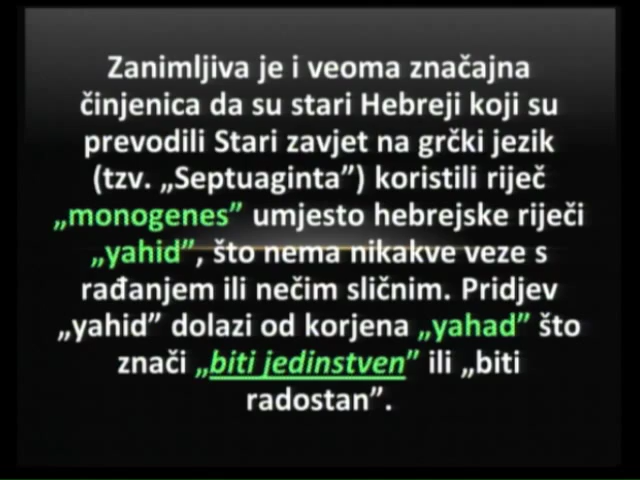 Zanimljiva je i veoma značajna
činjenica da su stari Hebreji koji su
prevodili Stari zavjet na grčki jezik
(tzv. „Septuaginta”) koristili riječ
„monogenes” umjesto hebrejske riječi
„yahid”, što nema nikakve veze s
rađanjem ili nečim sličnim. Pridjev
„yahid” dolazi od korjena „yahad” što
znači „biti jedinstven” ili „biti
radostan”.